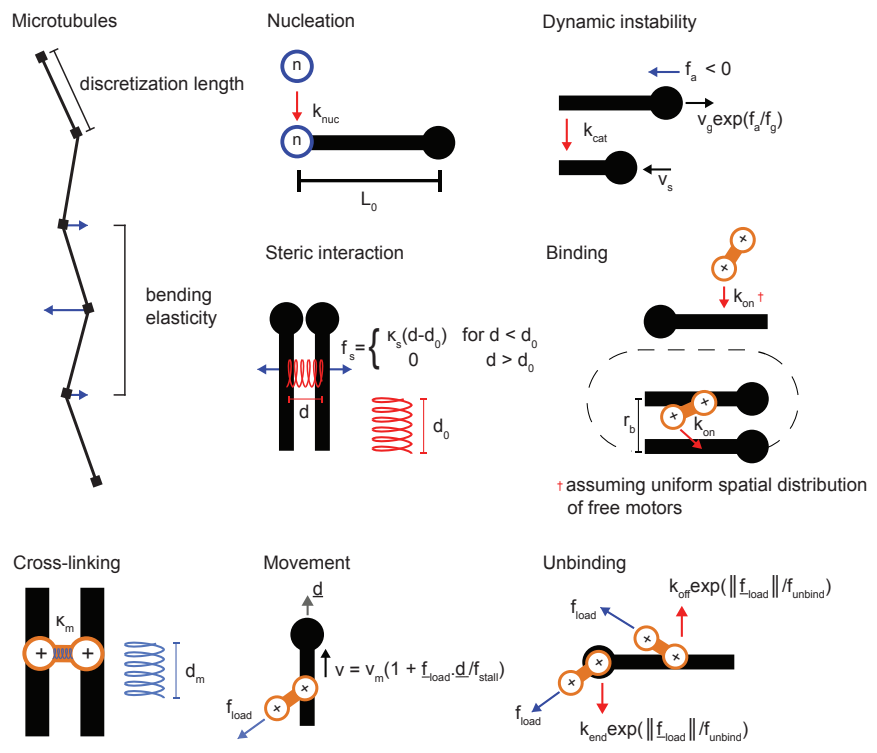 Microtubules
discretization length
bending
elasticity
Nucleation
n
k_nuc
n
L_0
Dynamic instability
f_a < 0
v_g exp(f_a/f_g)
k_cat
v_s
Steric interaction
f_s = { κ_s(d-d_0) for d < d_0
0 d > d_0
d
d_0
Binding
+ +
k_on †
r_b
+ +
k_on
† assuming uniform spatial distribution
of free motors
Cross-linking
κ_m
+ +
d_m
Movement
d
v = v_m(1 + f_load.d/f_stall)
+ +
f_load
Unbinding
k_off exp(‖f_load‖/f_unbind)
f_load
+ +
+ +
f_load
k_end exp(‖f_load‖/f_unbind)